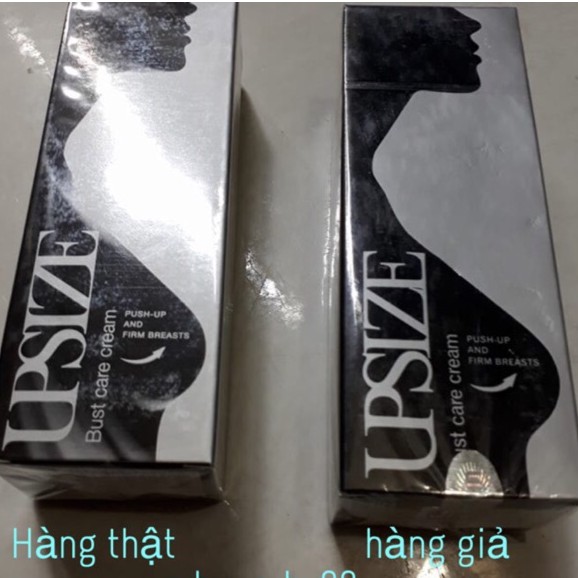 UPSIZE
Bust care cream
PUSH-UP
AND
FIRM BREASTS
UPSIZE
st care cream
PUSH-UP
AND
FIRM BREASTS
Hàng thật
hàng giả